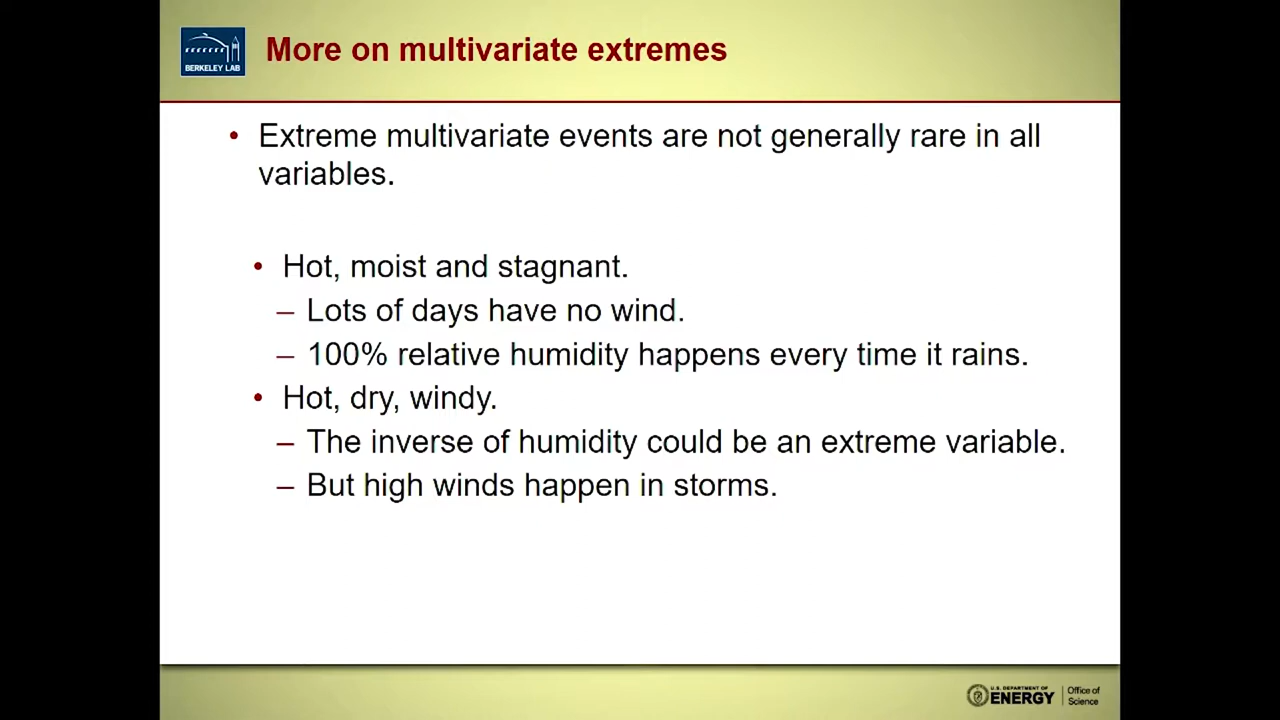 BERKELEY LAB
More on multivariate extremes
• Extreme multivariate events are not generally rare in all
variables.
• Hot, moist and stagnant.
– Lots of days have no wind.
– 100% relative humidity happens every time it rains.
• Hot, dry, windy.
– The inverse of humidity could be an extreme variable.
– But high winds happen in storms.
U.S. DEPARTMENT OF
ENERGY
Office of
Science